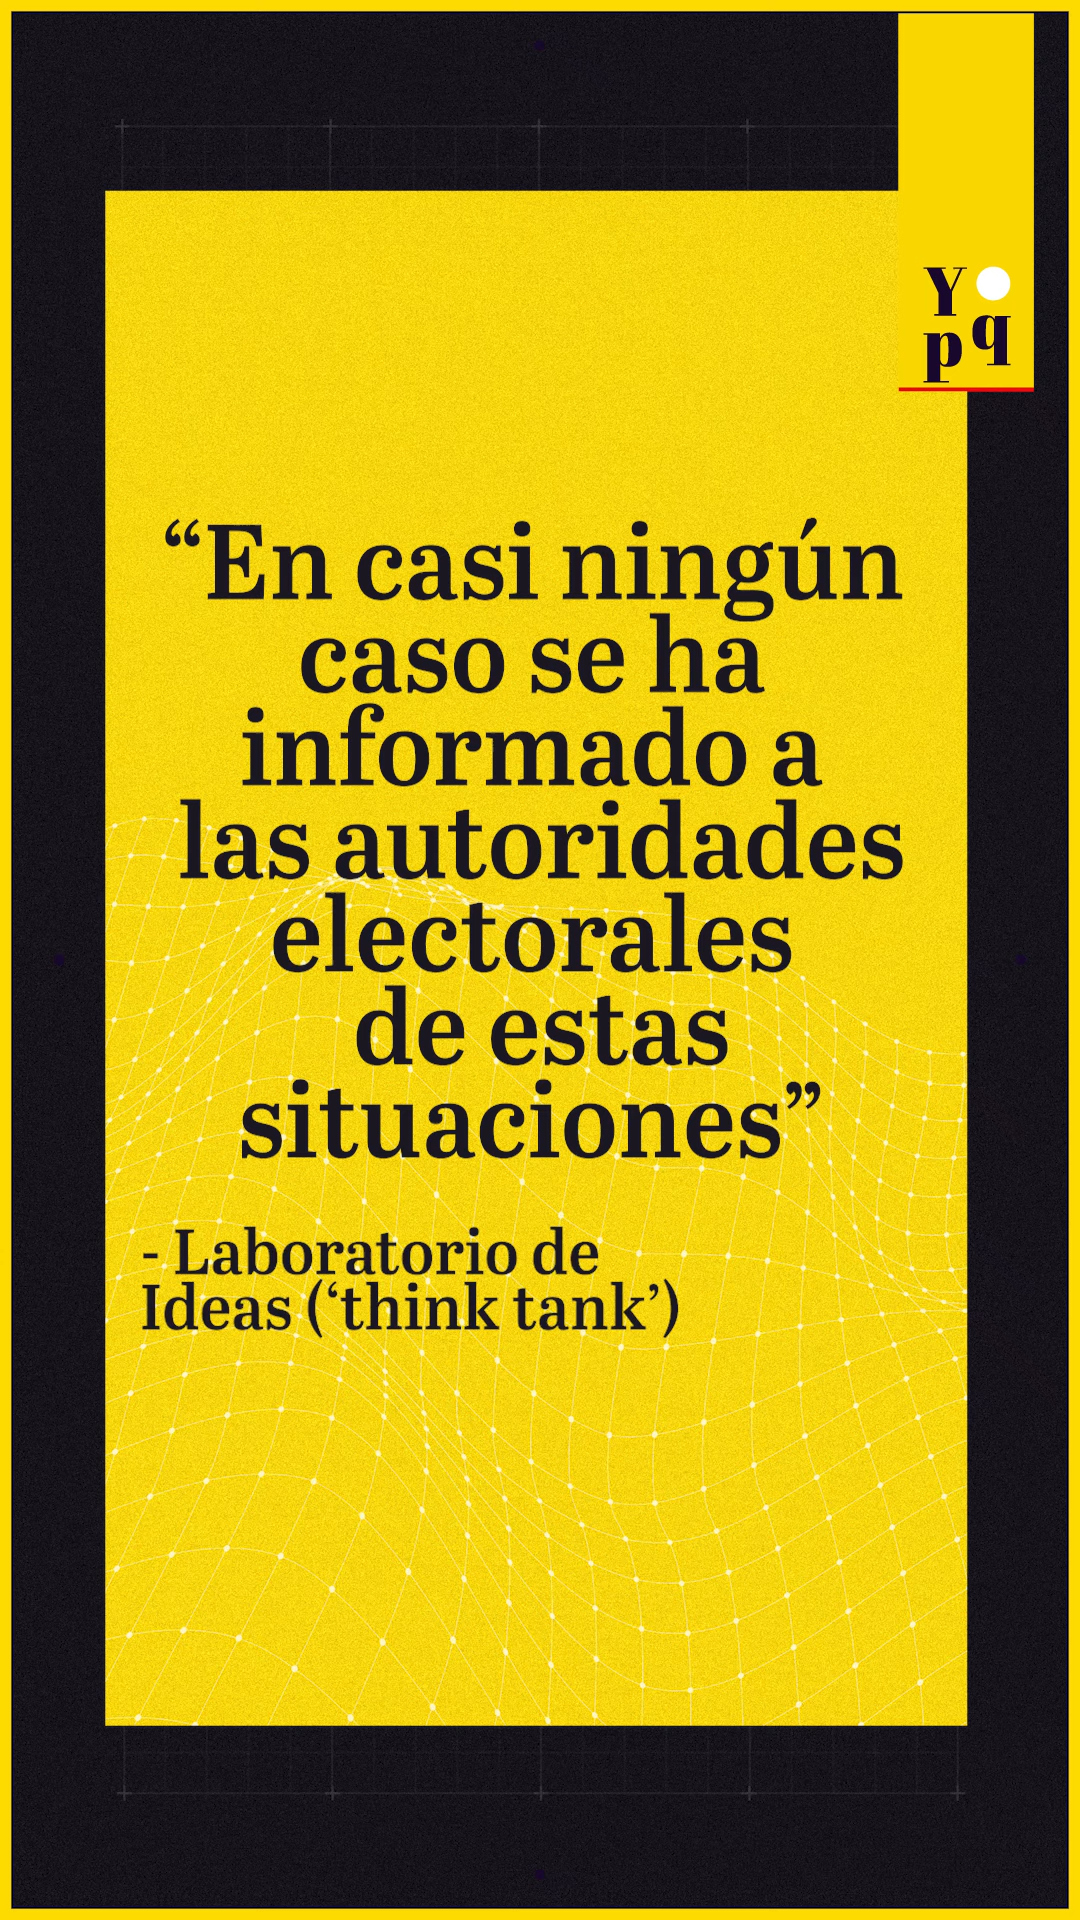 Y
pq
“En casi ningún
caso se ha
informado a
las autoridades
electorales
de estas
situaciones”
- Laboratorio de
Ideas (‘think tank’)